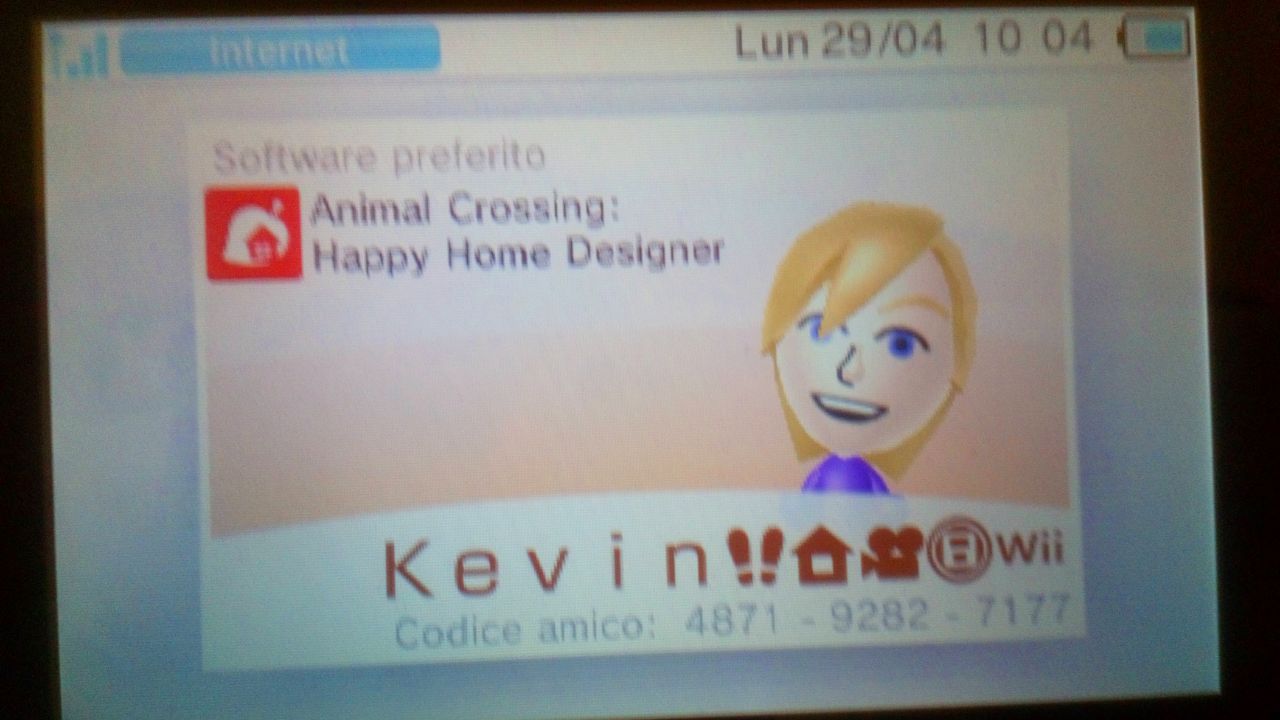 Internet
Lun 29/04 10 04
Software preferito
Animal Crossing:
Happy Home Designer
Kevin Wii
Codice amico: 4871 - 9282 - 7177